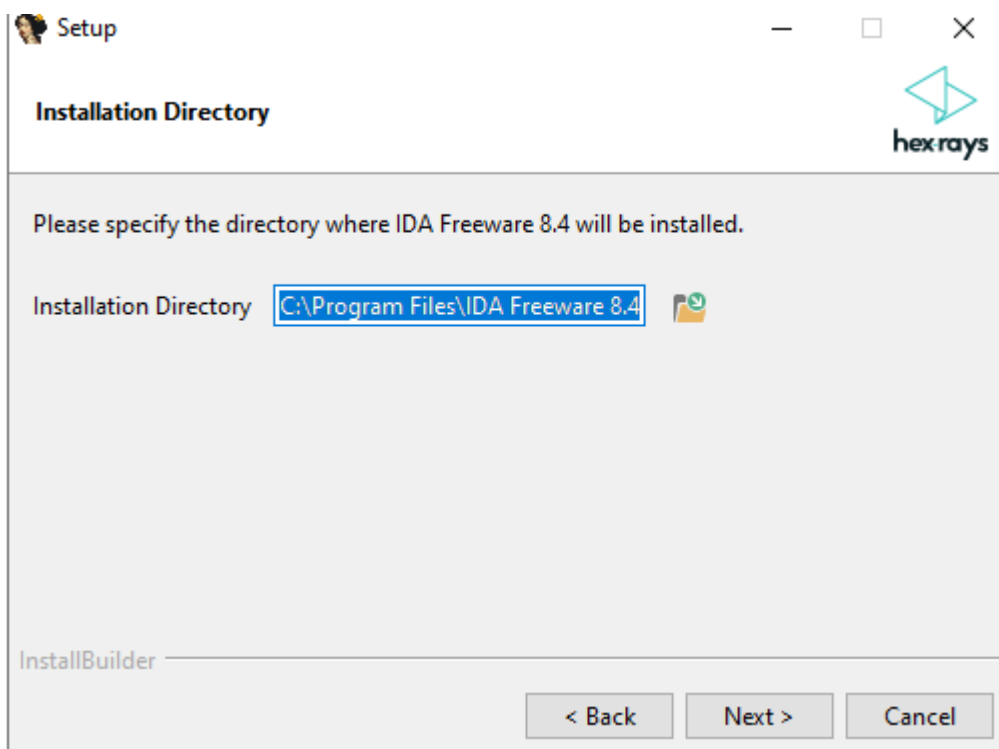 Setup
Installation Directory
hex-rays
Please specify the directory where IDA Freeware 8.4 will be installed.
Installation Directory C:\Program Files\IDA Freeware 8.4
InstallBuilder
< Back Next > Cancel